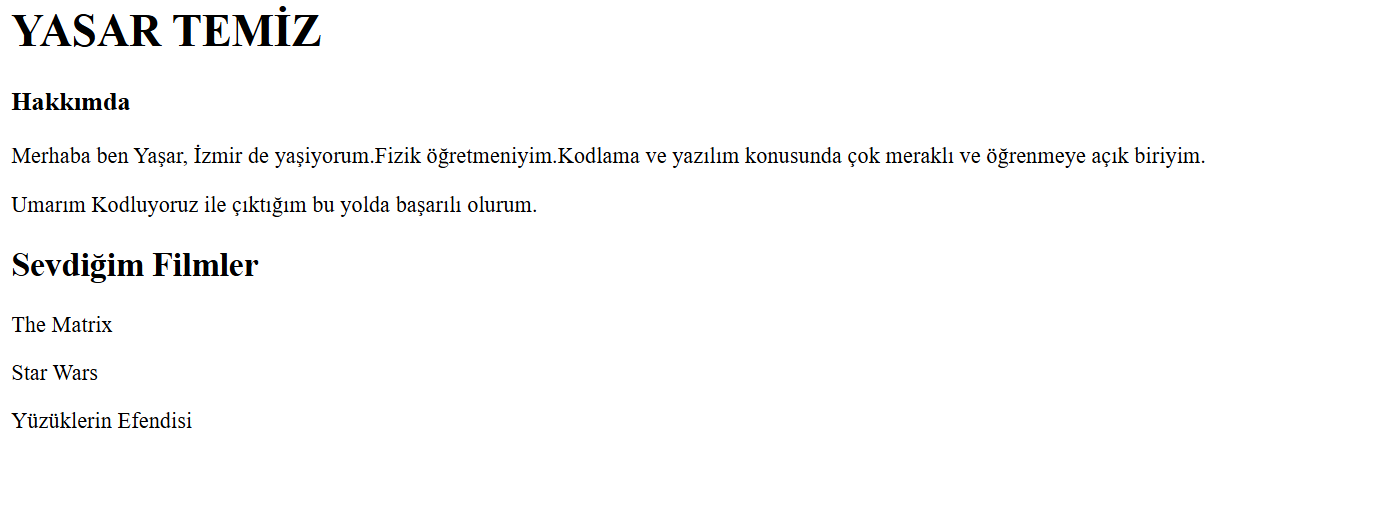 YASAR TEMİZ
Hakkımda
Merhaba ben Yaşar, İzmir de yaşiyorum.Fizik öğretmeniyim.Kodlama ve yazılım konusunda çok meraklı ve öğrenmeye açık biriyim.
Umarım Kodluyoruz ile çıktığım bu yolda başarılı olurum.
Sevdiğim Filmler
The Matrix
Star Wars
Yüzüklerin Efendisi